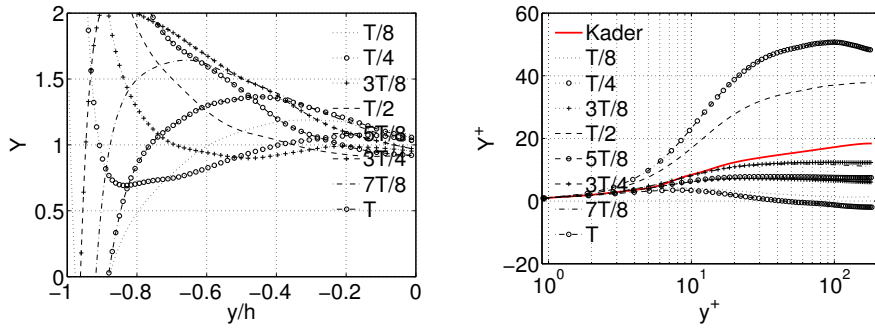 2
1.5
1
0.5
0
Y
−1
−0.8
−0.6
−0.4
−0.2
0
y/h
T/8
T/4
3T/8
T/2
5T/8
3T/4
7T/8
T
60
40
20
0
−20
Y+
10^0
10^1
10^2
y+
Kader
T/8
T/4
3T/8
T/2
5T/8
3T/4
7T/8
T